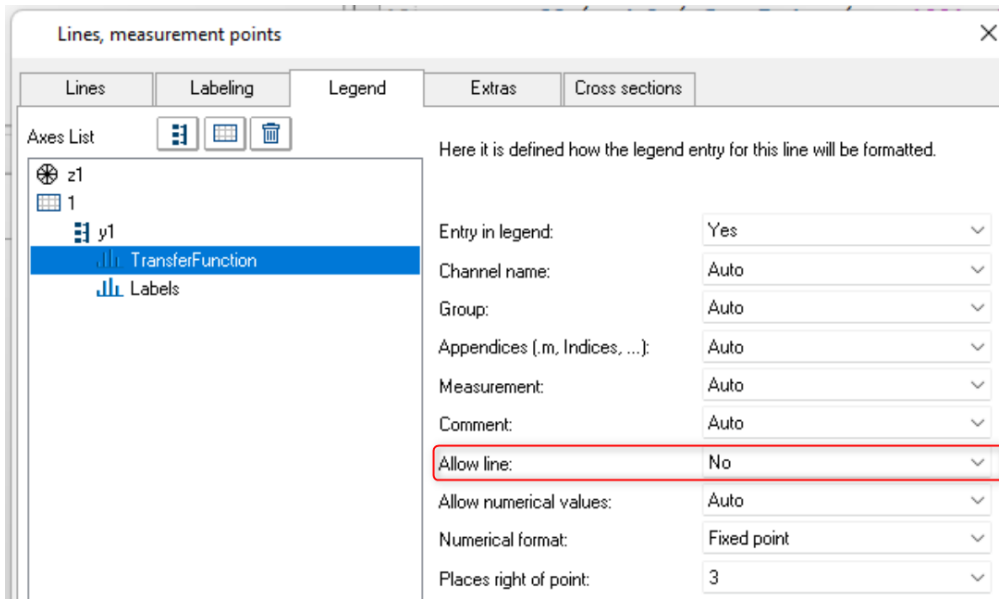 Lines, measurement points
Lines
Labeling
Legend
Extras
Cross sections
Axes List
z1
1
y1
TransferFunction
Labels
Here it is defined how the legend entry for this line will be formatted.
Entry in legend: Yes
Channel name: Auto
Group: Auto
Appendices (.m, Indices, ...): Auto
Measurement: Auto
Comment: Auto
Allow line: No
Allow numerical values: Auto
Numerical format: Fixed point
Places right of point: 3